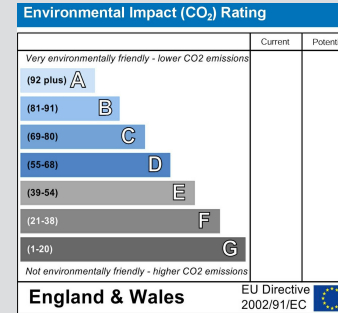 Environmental Impact (CO₂) Rating
Current
Very environmentally friendly - lower CO2 emissions
(92 plus) A
(81-91) B
(69-80) C
(55-68) D
(39-54) E
(21-38) F
(1-20) G
Not environmentally friendly - higher CO2 emissions
England & Wales
EU Directive
2002/91/EC